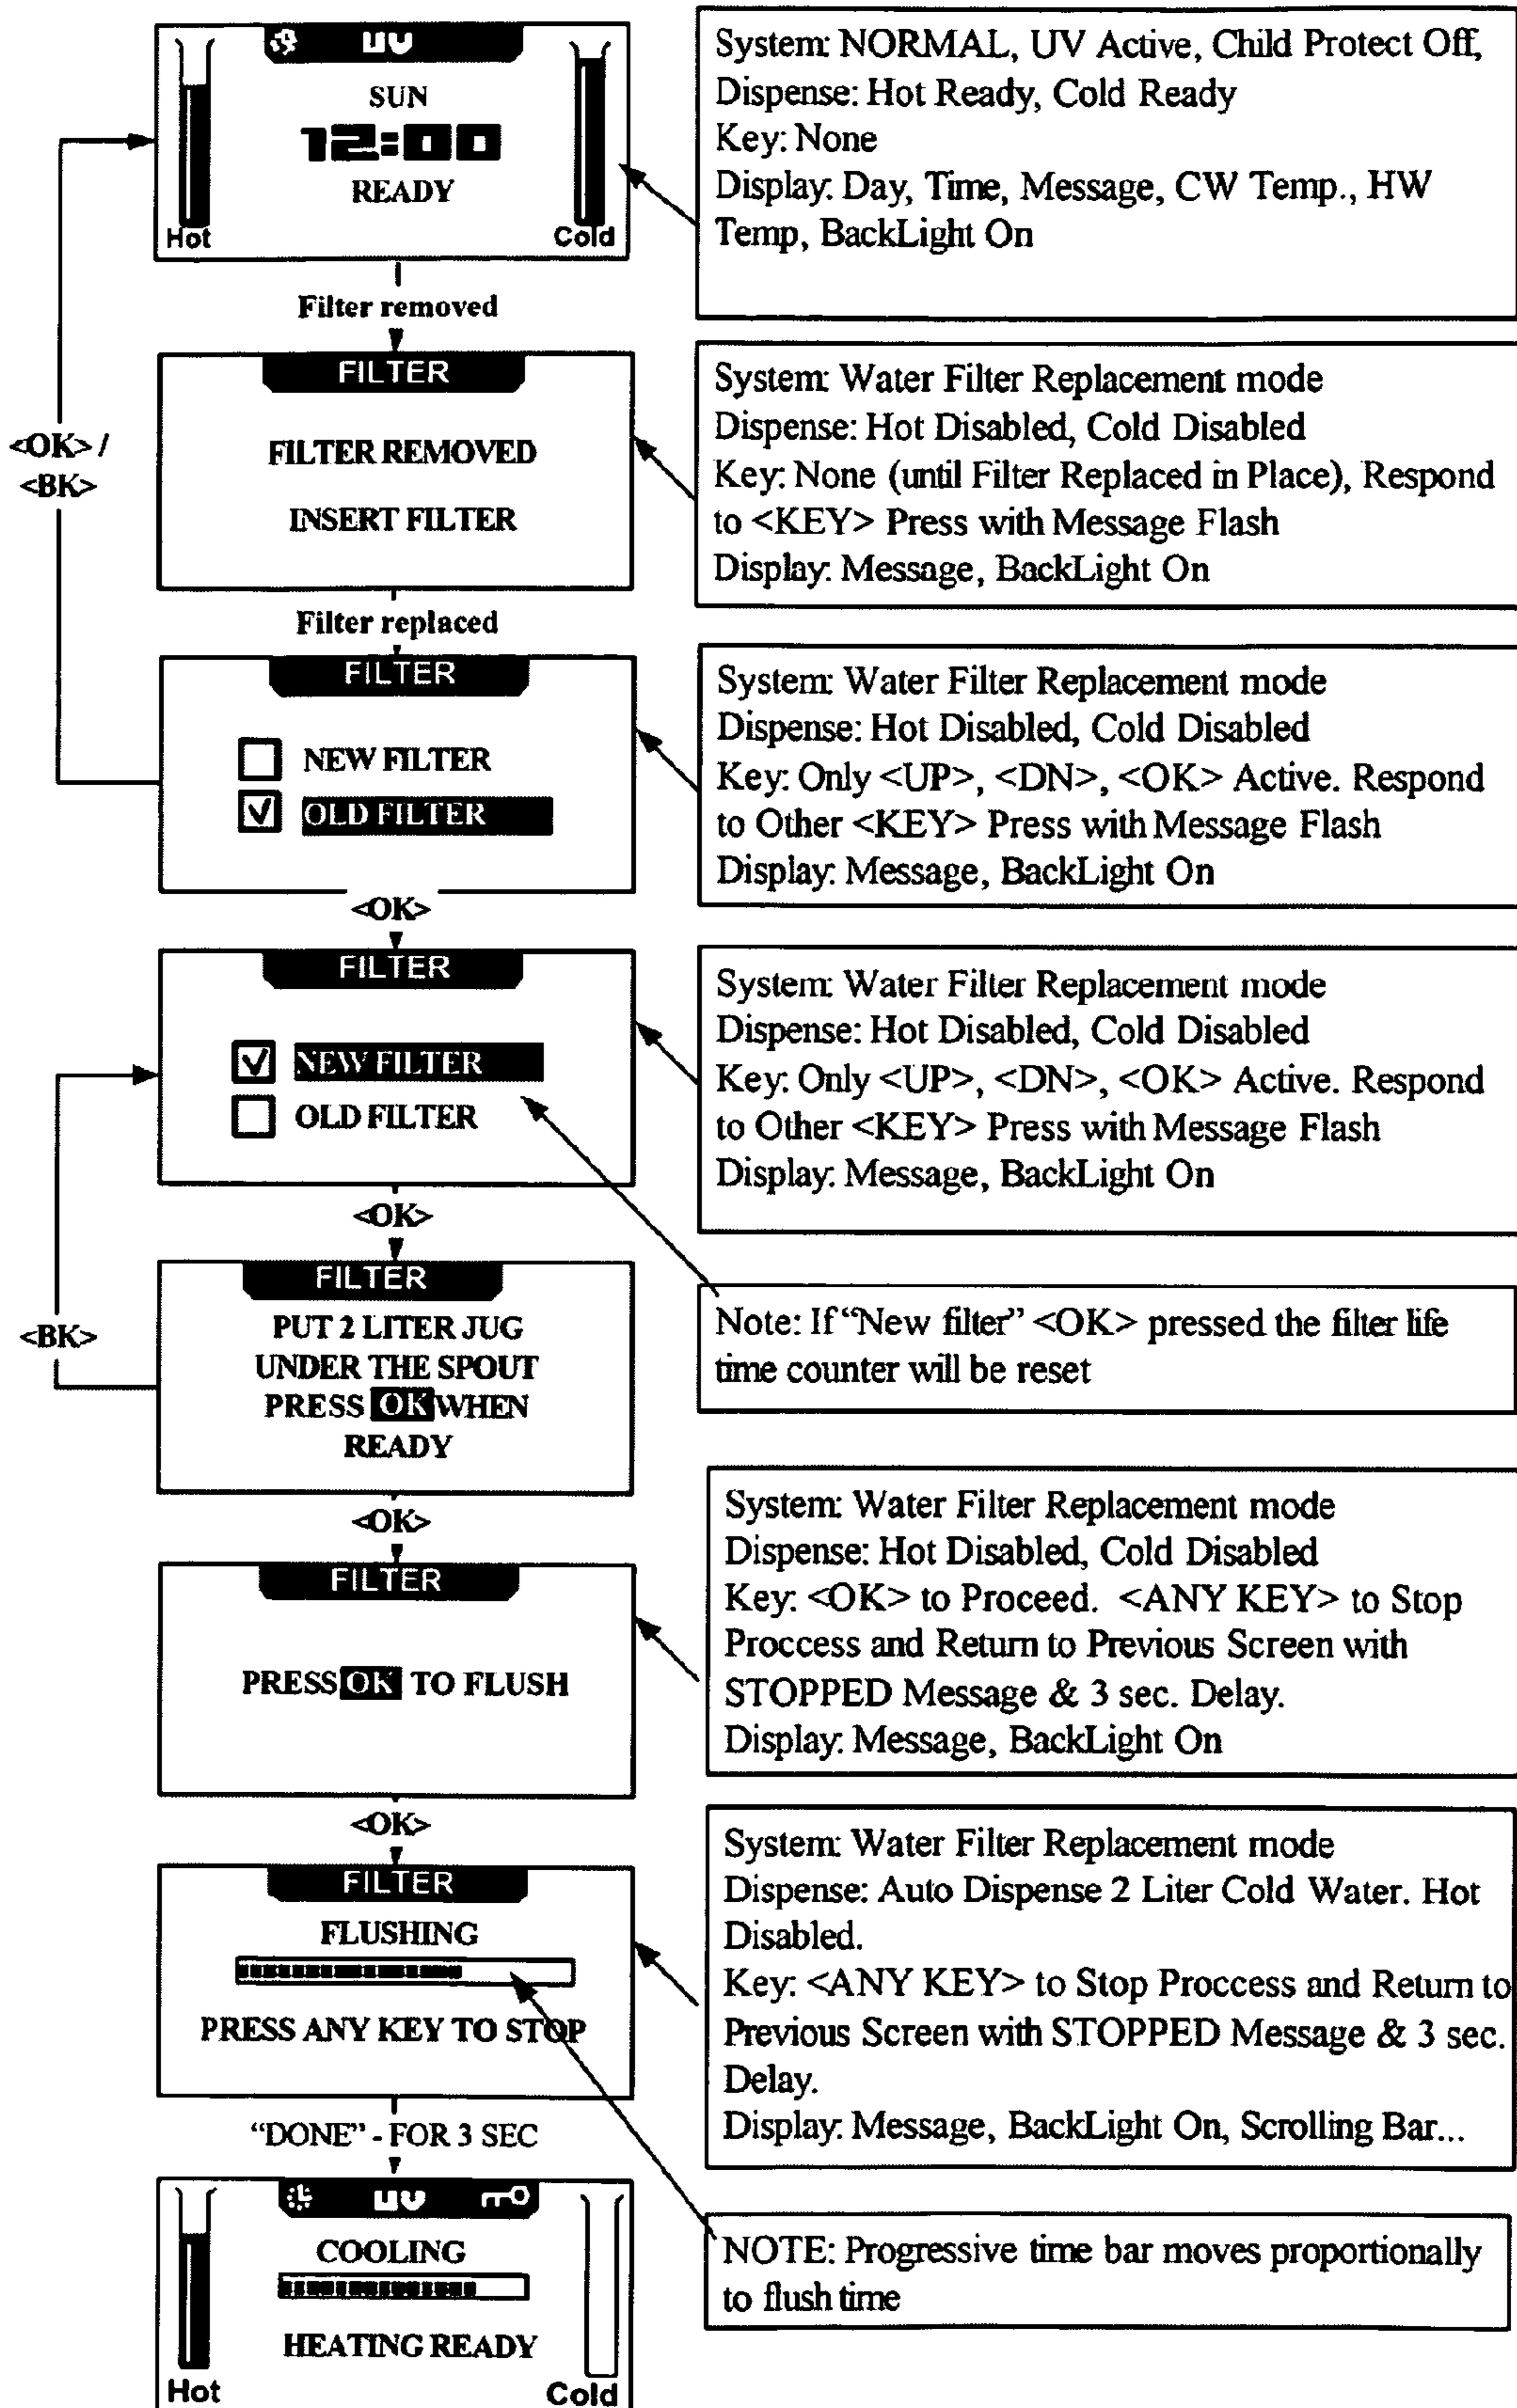 UV
SUN
12:00
READY
Hot
Cold
System: NORMAL, UV Active, Child Protect Off,
Dispense: Hot Ready, Cold Ready
Key: None
Display: Day, Time, Message, CW Temp., HW
Temp, BackLight On
Filter removed
FILTER
FILTER REMOVED
INSERT FILTER
System: Water Filter Replacement mode
Dispense: Hot Disabled, Cold Disabled
Key: None (until Filter Replaced in Place), Respond
to <KEY> Press with Message Flash
Display: Message, BackLight On
<OK> /
<BK>
Filter replaced
FILTER
NEW FILTER
OLD FILTER
System: Water Filter Replacement mode
Dispense: Hot Disabled, Cold Disabled
Key: Only <UP>, <DN>, <OK> Active. Respond
to Other <KEY> Press with Message Flash
Display: Message, BackLight On
<OK>
FILTER
NEW FILTER
OLD FILTER
System: Water Filter Replacement mode
Dispense: Hot Disabled, Cold Disabled
Key: Only <UP>, <DN>, <OK> Active. Respond
to Other <KEY> Press with Message Flash
Display: Message, BackLight On
<OK>
FILTER
PUT 2 LITER JUG
UNDER THE SPOUT
PRESS OK WHEN
READY
<BK>
Note: If "New filter" <OK> pressed the filter life
time counter will be reset
<OK>
FILTER
PRESS OK TO FLUSH
System: Water Filter Replacement mode
Dispense: Hot Disabled, Cold Disabled
Key: <OK> to Proceed. <ANY KEY> to Stop
Proccess and Return to Previous Screen with
STOPPED Message & 3 sec. Delay.
Display: Message, BackLight On
<OK>
FILTER
FLUSHING
PRESS ANY KEY TO STOP
System: Water Filter Replacement mode
Dispense: Auto Dispense 2 Liter Cold Water. Hot
Disabled.
Key: <ANY KEY> to Stop Proccess and Return to
Previous Screen with STOPPED Message & 3 sec.
Delay.
Display: Message, BackLight On, Scrolling Bar...
"DONE" - FOR 3 SEC
UV
COOLING
HEATING READY
Hot
Cold
NOTE: Progressive time bar moves proportionally
to flush time